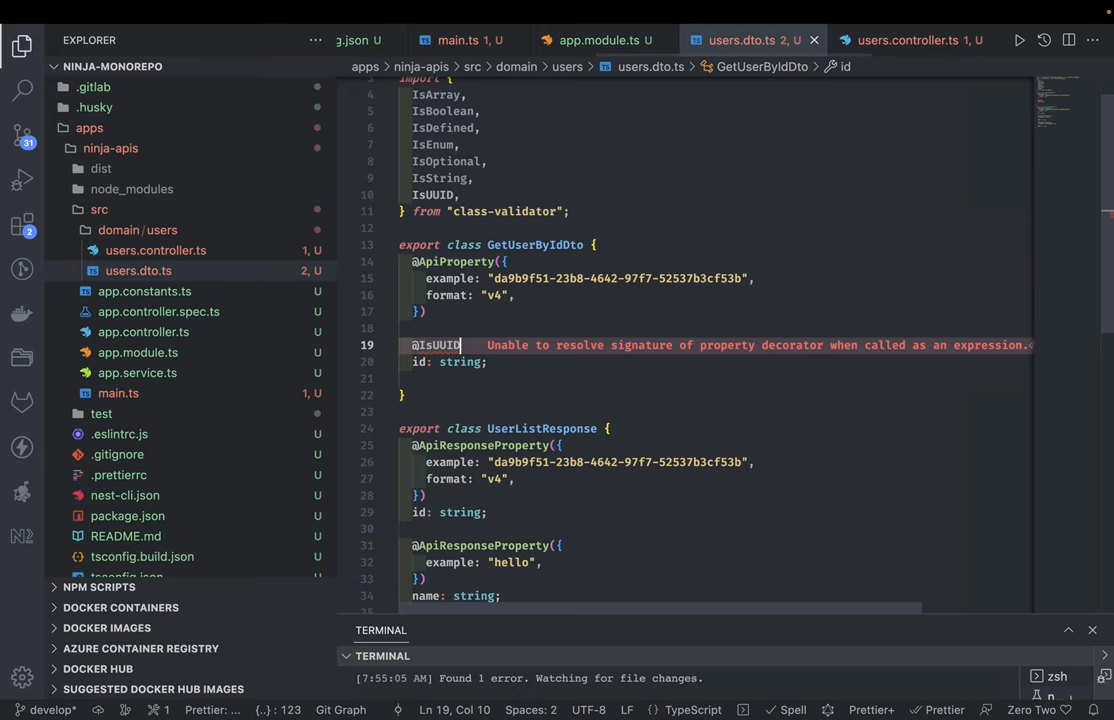 EXPLORER
NINJA-MONOREPO
.gitlab
.husky
apps
ninja-apis
dist
node_modules
src
domain/users
users.controller.ts 1, U
users.dto.ts 2, U
app.constants.ts U
app.controller.spec.ts U
app.controller.ts U
app.module.ts U
app.service.ts U
main.ts 1, U
test
.eslintrc.js U
.gitignore U
.prettierrc U
nest-cli.json U
package.json U
README.md U
tsconfig.build.json U
tsconfig.json U
NPM SCRIPTS
DOCKER CONTAINERS
DOCKER IMAGES
AZURE CONTAINER REGISTRY
DOCKER HUB
SUGGESTED DOCKER HUB IMAGES
31
2
g.json U
main.ts 1, U
app.module.ts U
users.dto.ts 2, U
users.controller.ts 1, U
apps > ninja-apis > src > domain > users > users.dto.ts > GetUserByIdDto > id
3 import {
4 IsArray,
5 IsBoolean,
6 IsDefined,
7 IsEnum,
8 IsOptional,
9 IsString,
10 IsUUID,
11 } from "class-validator";
12
13 export class GetUserByIdDto {
14 @ApiProperty({
15 example: "da9b9f51-23b8-4642-97f7-52537b3cf53b",
16 format: "v4",
17 })
18
19 @IsUUID Unable to resolve signature of property decorator when called as an expression.
20 id: string;
21
22 }
23
24 export class UserListResponse {
25 @ApiResponseProperty({
26 example: "da9b9f51-23b8-4642-97f7-52537b3cf53b",
27 format: "v4",
28 })
29 id: string;
30
31 @ApiResponseProperty({
32 example: "hello",
33 })
34 name: string;
35
TERMINAL
TERMINAL
[7:55:05 AM] Found 1 error. Watching for file changes.
zsh
develop* 1 Prettier: ... {..} : 123 Git Graph Ln 19, Col 10 Spaces: 2 UTF-8 LF TypeScript Spell Prettier+ Prettier Zero Two